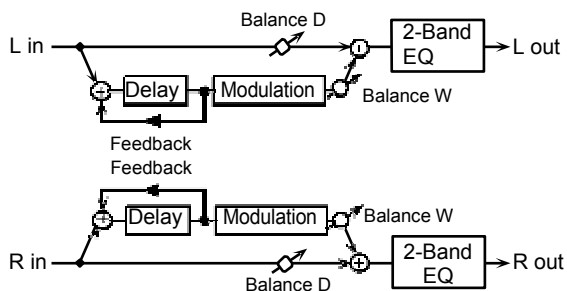 Balance D
L in
2-Band
EQ
L out
Delay
Modulation
Balance W
Feedback
Feedback
Delay
Modulation
Balance W
R in
2-Band
EQ
R out
Balance D